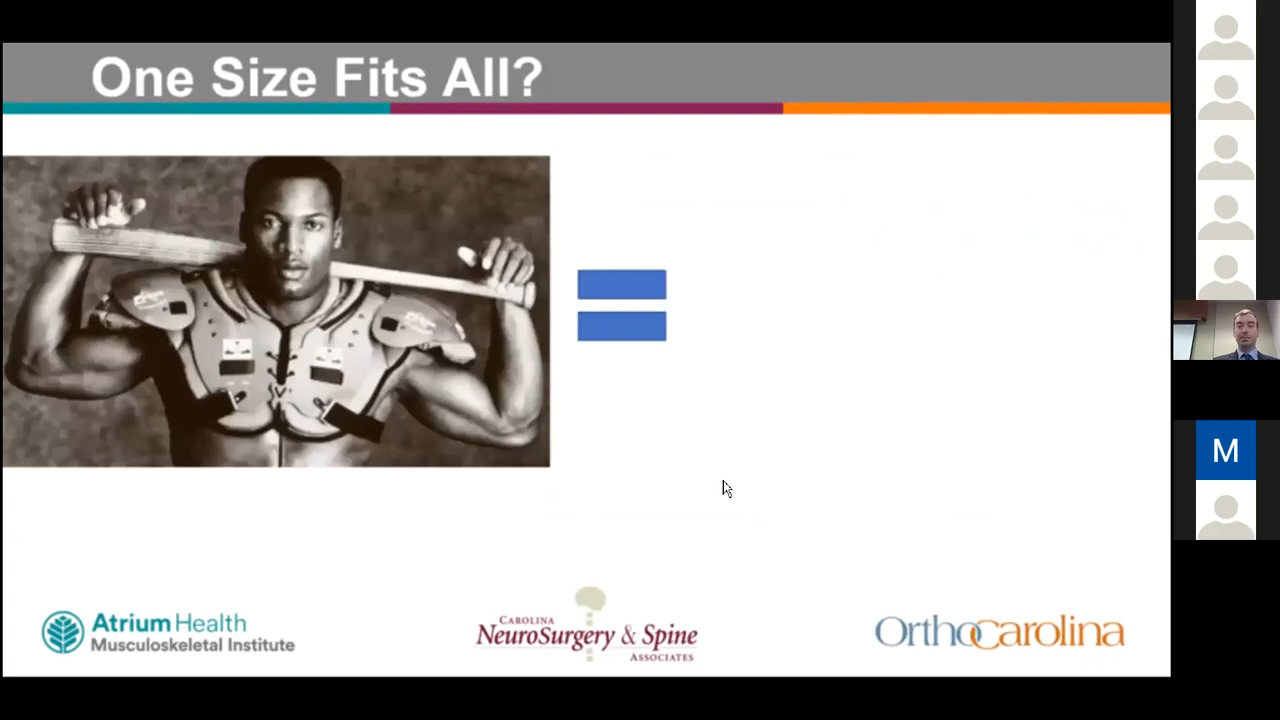 One Size Fits All?
Atrium Health
Musculoskeletal Institute
CAROLINA
NEUROSURGERY & SPINE
ASSOCIATES
OrthoCarolina
M